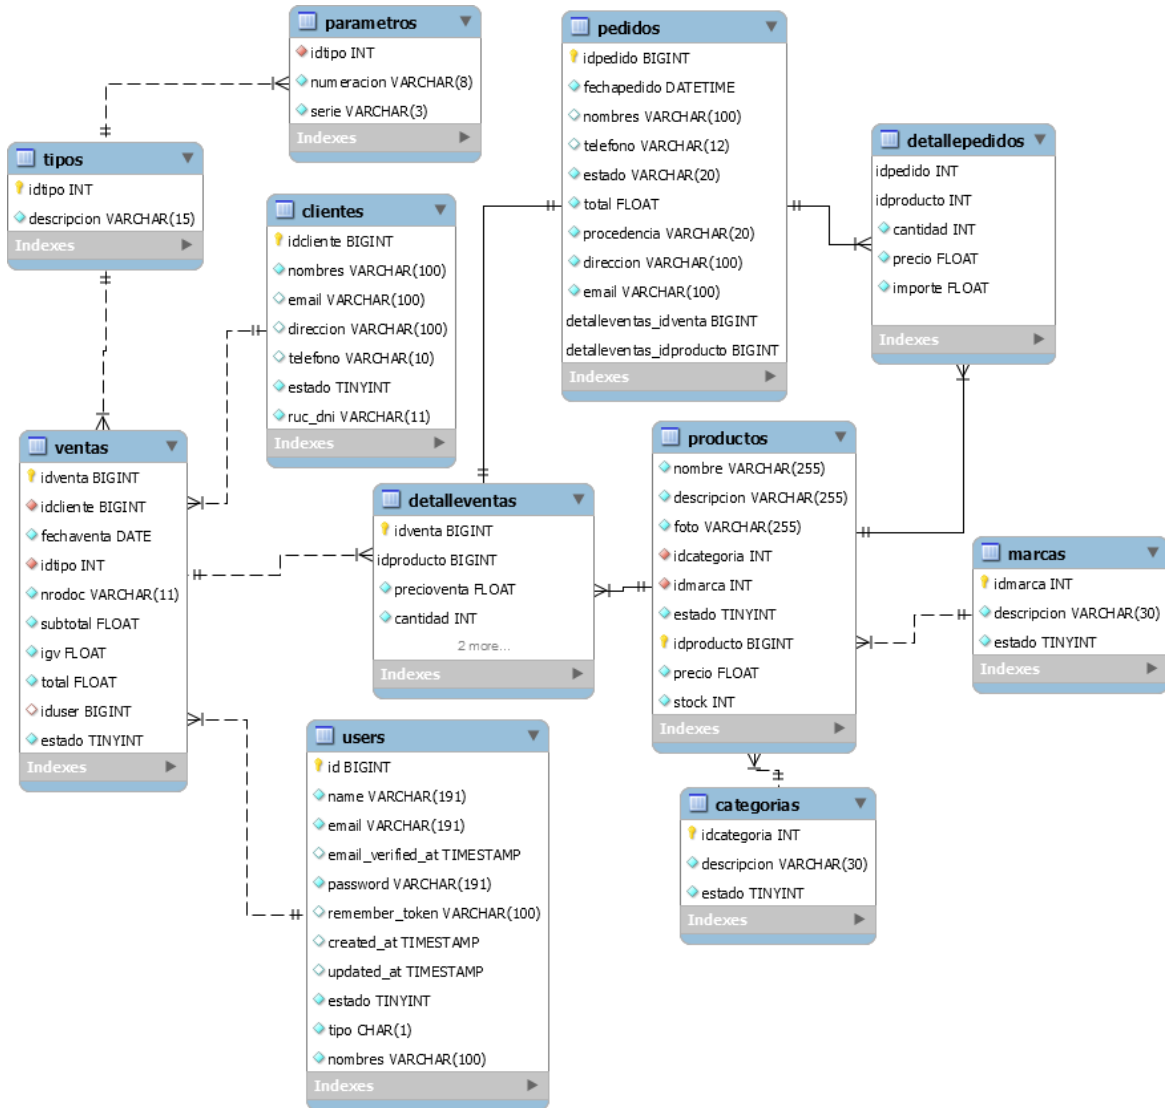 parametros
idtipo INT
numeracion VARCHAR(8)
serie VARCHAR(3)
Indexes
pedidos
idpedido BIGINT
fechapedido DATETIME
nombres VARCHAR(100)
telefono VARCHAR(12)
estado VARCHAR(20)
total FLOAT
procedencia VARCHAR(20)
direccion VARCHAR(100)
email VARCHAR(100)
detalleventas_idventa BIGINT
detalleventas_idproducto BIGINT
Indexes
detallepedidos
idpedido INT
idproducto INT
cantidad INT
precio FLOAT
importe FLOAT
Indexes
tipos
idtipo INT
descripcion VARCHAR(15)
Indexes
clientes
idcliente BIGINT
nombres VARCHAR(100)
email VARCHAR(100)
direccion VARCHAR(100)
telefono VARCHAR(10)
estado TINYINT
ruc_dni VARCHAR(11)
Indexes
ventas
idventa BIGINT
idcliente BIGINT
fechaventa DATE
idtipo INT
nrodoc VARCHAR(11)
subtotal FLOAT
igv FLOAT
total FLOAT
iduser BIGINT
estado TINYINT
Indexes
detalleventas
idventa BIGINT
idproducto BIGINT
precioventa FLOAT
cantidad INT
2 more...
Indexes
productos
nombre VARCHAR(255)
descripcion VARCHAR(255)
foto VARCHAR(255)
idcategoria INT
idmarca INT
estado TINYINT
idproducto BIGINT
precio FLOAT
stock INT
Indexes
marcas
idmarca INT
descripcion VARCHAR(30)
estado TINYINT
Indexes
users
id BIGINT
name VARCHAR(191)
email VARCHAR(191)
email_verified_at TIMESTAMP
password VARCHAR(191)
remember_token VARCHAR(100)
created_at TIMESTAMP
updated_at TIMESTAMP
estado TINYINT
tipo CHAR(1)
nombres VARCHAR(100)
Indexes
categorias
idcategoria INT
descripcion VARCHAR(30)
estado TINYINT
Indexes